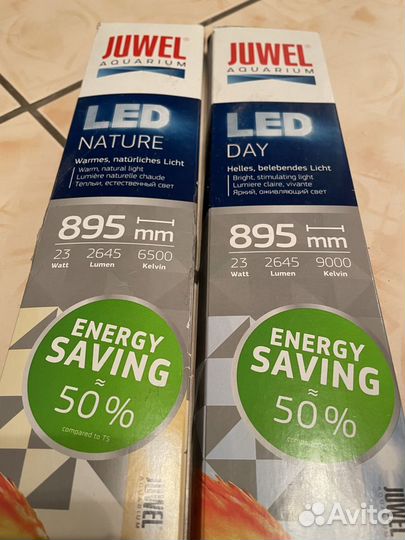 JUWEL®
AQUARIUM
LED
NATURE
Warmes, natürliches Licht
Warm, natural light
Lumière naturelle chaude
Тёплый, естественный свет
895 mm
23 2645 6500
Watt Lumen Kelvin
ENERGY
SAVING
≈
50%
compared to T5
JUWEL
AQUARIUM
JUWEL®
AQUARIUM
LED
DAY
Helles, belebendes Licht
Bright, stimulating light
Lumiere claire, vivante
Яркий, оживляющий свет
895 mm
23 2645 9000
Watt Lumen Kelvin
ENERGY
SAVING
≈
50%
compared to T5
JUWEL
Avito